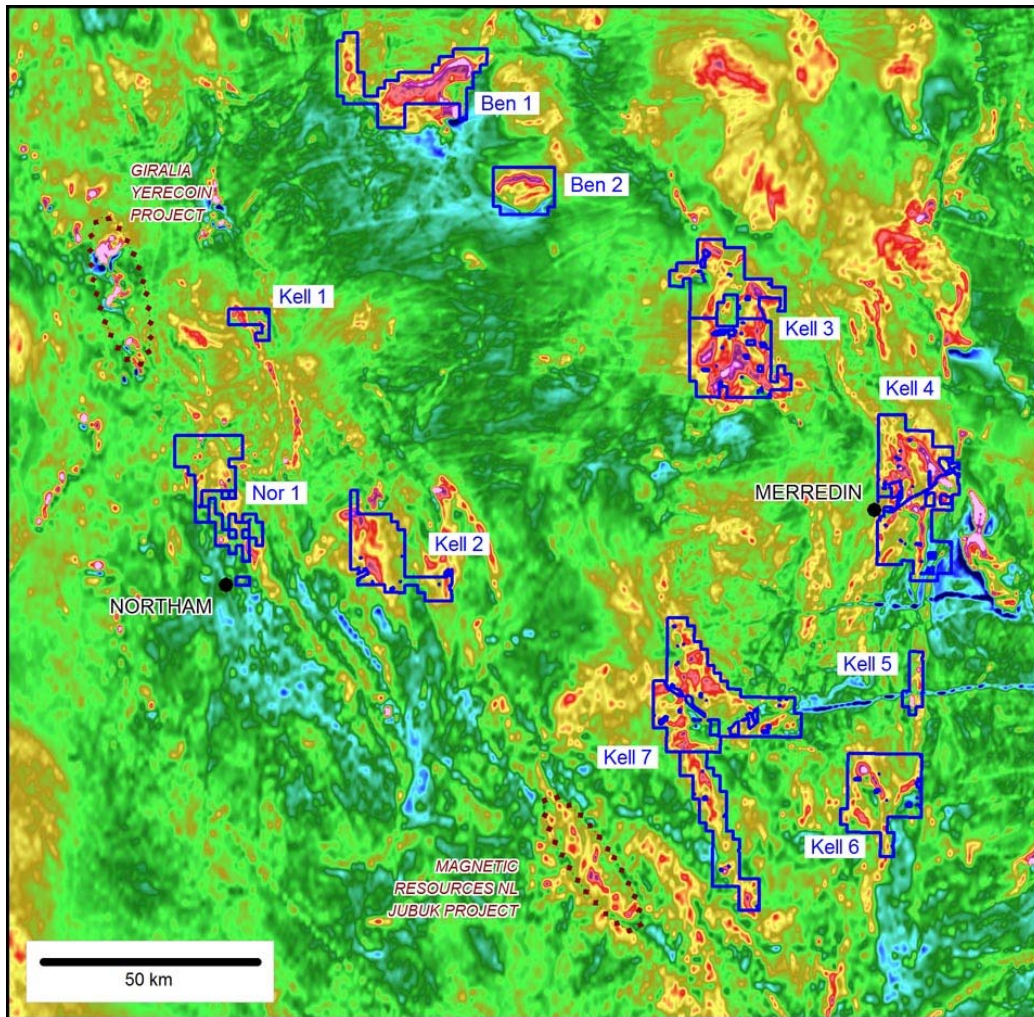 Ben 1
GIRALIA
YERECOIN
PROJECT
Ben 2
Kell 1
Kell 3
Kell 4
Nor 1
MERREDIN
Kell 2
NORTHAM
Kell 5
Kell 7
Kell 6
MAGNETIC
RESOURCES NL
JUBUK PROJECT
50 km